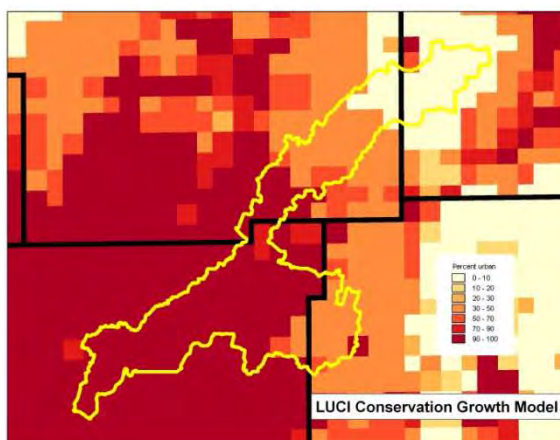 Percent urban
0 - 10
10 - 20
20 - 30
30 - 50
50 - 70
70 - 90
90 - 100
LUCI Conservation Growth Model